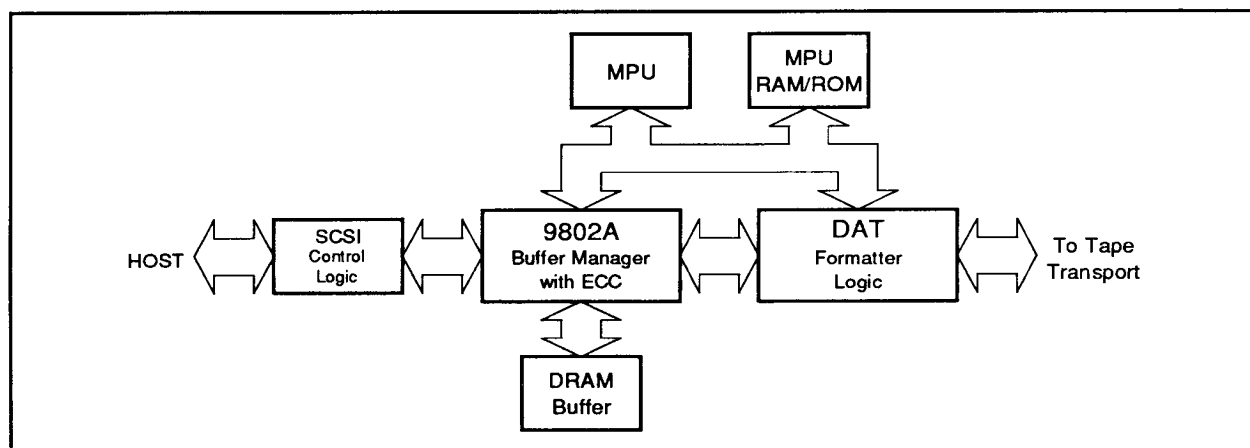 MPU
MPU
RAM/ROM
HOST
SCSI
Control
Logic
9802A
Buffer Manager
with ECC
DAT
Formatter
Logic
To Tape
Transport
DRAM
Buffer